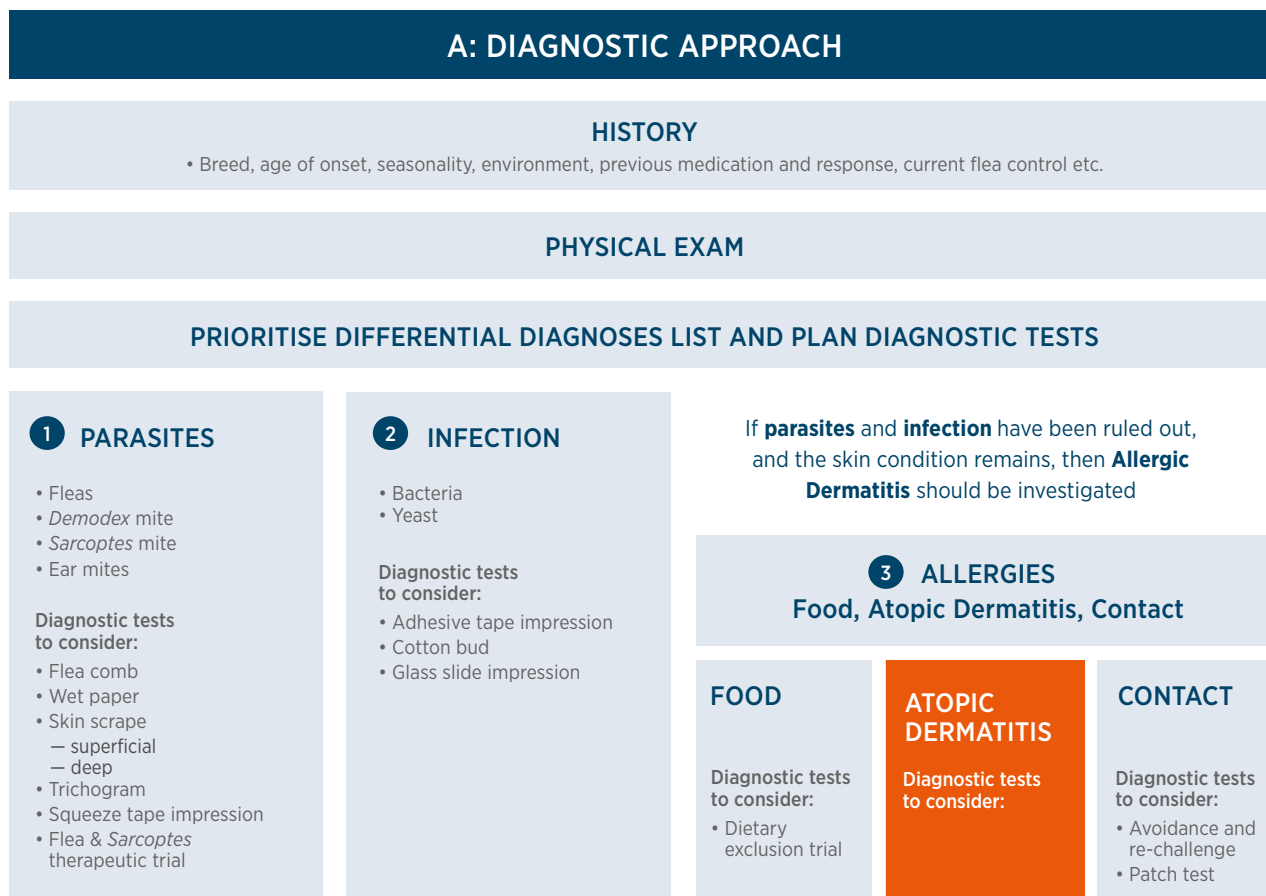 A: DIAGNOSTIC APPROACH
HISTORY
• Breed, age of onset, seasonality, environment, previous medication and response, current flea control etc.
PHYSICAL EXAM
PRIORITISE DIFFERENTIAL DIAGNOSES LIST AND PLAN DIAGNOSTIC TESTS
1 PARASITES
• Fleas
• Demodex mite
• Sarcoptes mite
• Ear mites
Diagnostic tests
to consider:
• Flea comb
• Wet paper
• Skin scrape
— superficial
— deep
• Trichogram
• Squeeze tape impression
• Flea & Sarcoptes
therapeutic trial
2 INFECTION
• Bacteria
• Yeast
Diagnostic tests
to consider:
• Adhesive tape impression
• Cotton bud
• Glass slide impression
If parasites and infection have been ruled out,
and the skin condition remains, then Allergic
Dermatitis should be investigated
3 ALLERGIES
Food, Atopic Dermatitis, Contact
FOOD
Diagnostic tests
to consider:
• Dietary
exclusion trial
ATOPIC
DERMATITIS
Diagnostic tests
to consider:
CONTACT
Diagnostic tests
to consider:
• Avoidance and
re-challenge
• Patch test